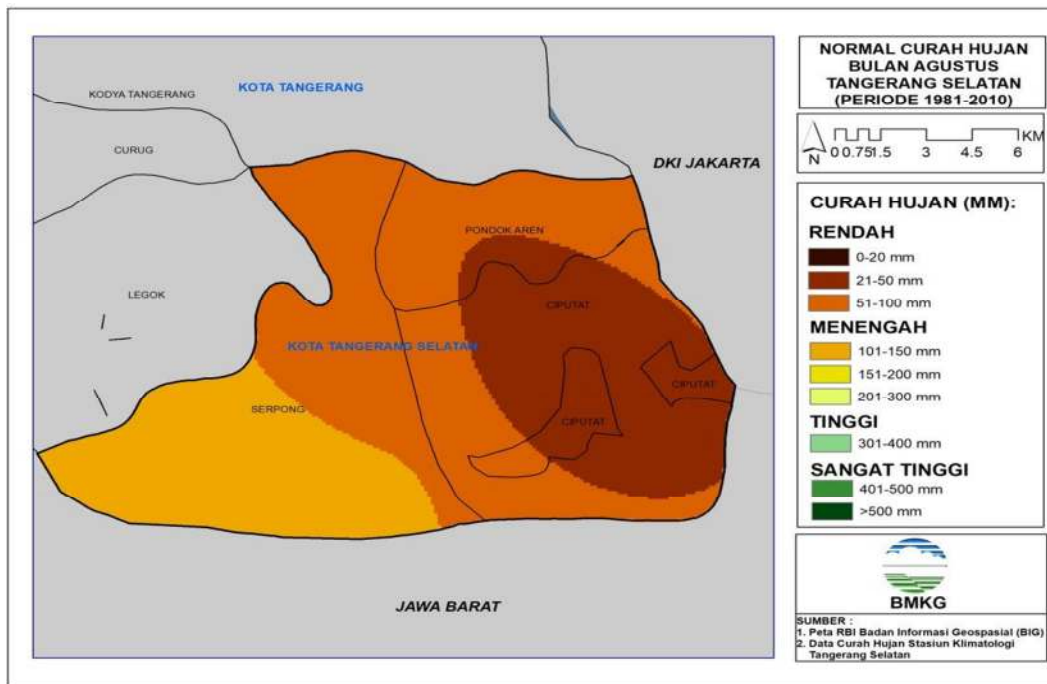 KOTA TANGERANG
KODYA TANGERANG
CURUG
DKI JAKARTA
PONDOK AREN
LEGOK
CIPUTAT
KOTA TANGERANG SELATAN
CIPUTAT
SERPONG
CIPUTAT
JAWA BARAT
NORMAL CURAH HUJAN
BULAN AGUSTUS
TANGERANG SELATAN
(PERIODE 1981-2010)
N
KM
0 0.75 1.5 3 4.5 6
CURAH HUJAN (MM):
RENDAH
0-20 mm
21-50 mm
51-100 mm
MENENGAH
101-150 mm
151-200 mm
201-300 mm
TINGGI
301-400 mm
SANGAT TINGGI
401-500 mm
>500 mm
BMKG
SUMBER :
1. Peta RBI Badan Informasi Geospasial (BIG)
2. Data Curah Hujan Stasiun Klimatologi
Tangerang Selatan